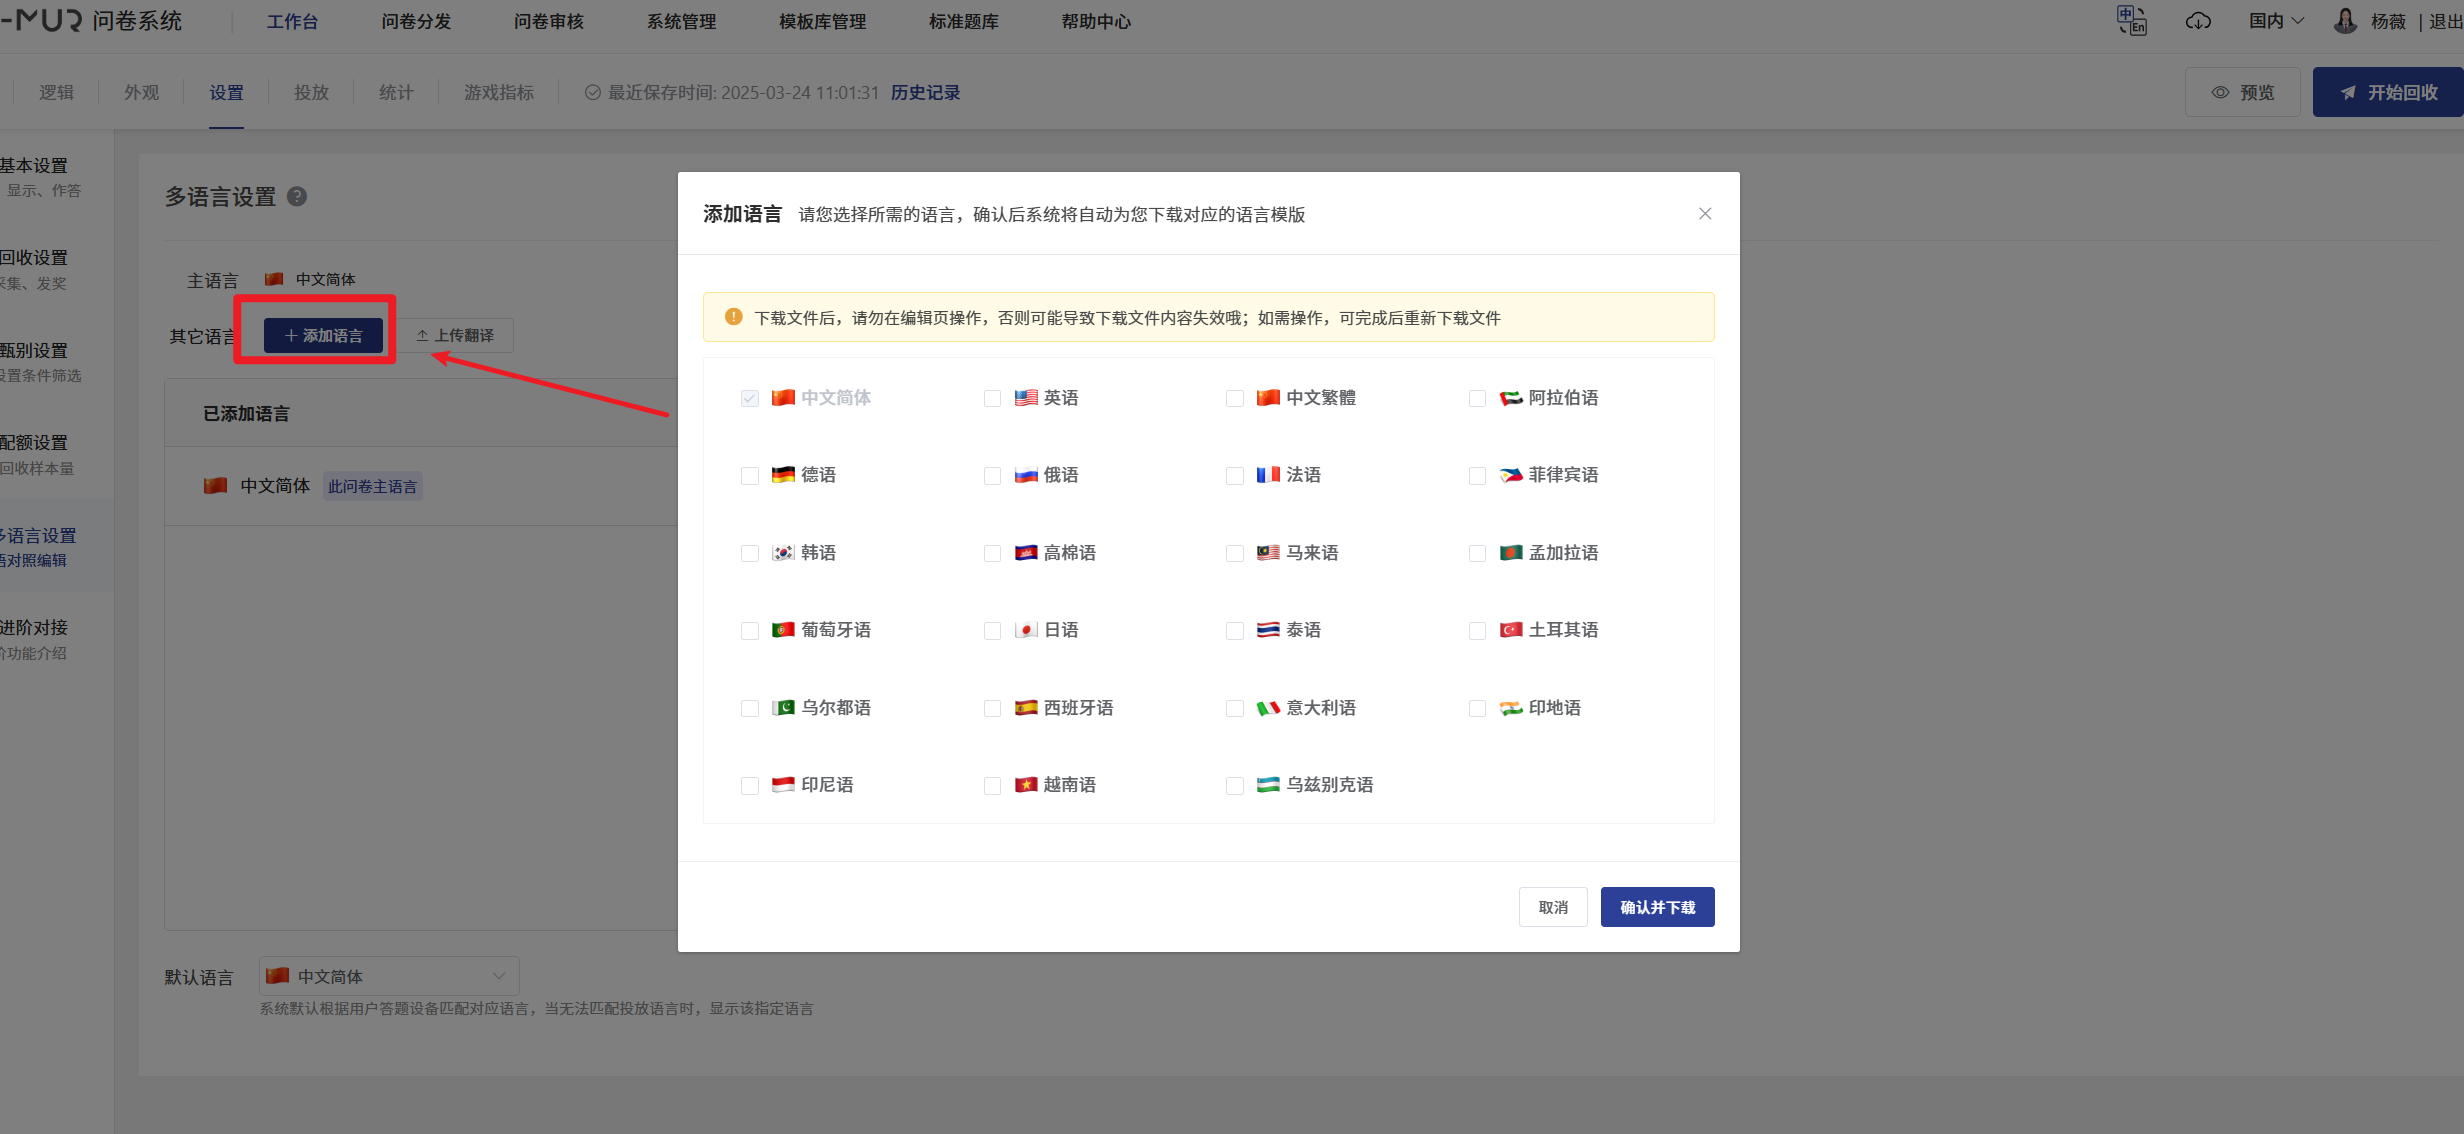 -MUR 问卷系统 工作台 问卷分发 问卷审核 系统管理 模板库管理 标准题库 帮助中心 中 En 国内 杨薇 | 退出
逻辑 外观 设置 投放 统计 游戏指标 最近保存时间: 2025-03-24 11:01:31 历史记录 预览 开始回收
基本设置
显示、作答
回收设置
采集、发奖
甄别设置
设置条件筛选
配额设置
回收样本量
多语言设置
语对照编辑
进阶对接
阶功能介绍
多语言设置 ?
主语言 中文简体
其它语言 添加语言 上传翻译
已添加语言
中文简体 此问卷主语言
默认语言 中文简体
系统默认根据用户答题设备匹配对应语言，当无法匹配投放语言时，显示该指定语言
添加语言 请您选择所需的语言，确认后系统将自动为您下载对应的语言模版
下载文件后，请勿在编辑页操作，否则可能导致下载文件内容失效哦；如需操作，可完成后重新下载文件
中文简体 英语 中文繁體 阿拉伯语
德语 俄语 法语 菲律宾语
韩语 高棉语 马来语 孟加拉语
葡萄牙语 日语 泰语 土耳其语
乌尔都语 西班牙语 意大利语 印地语
印尼语 越南语 乌兹别克语
取消 确认并下载